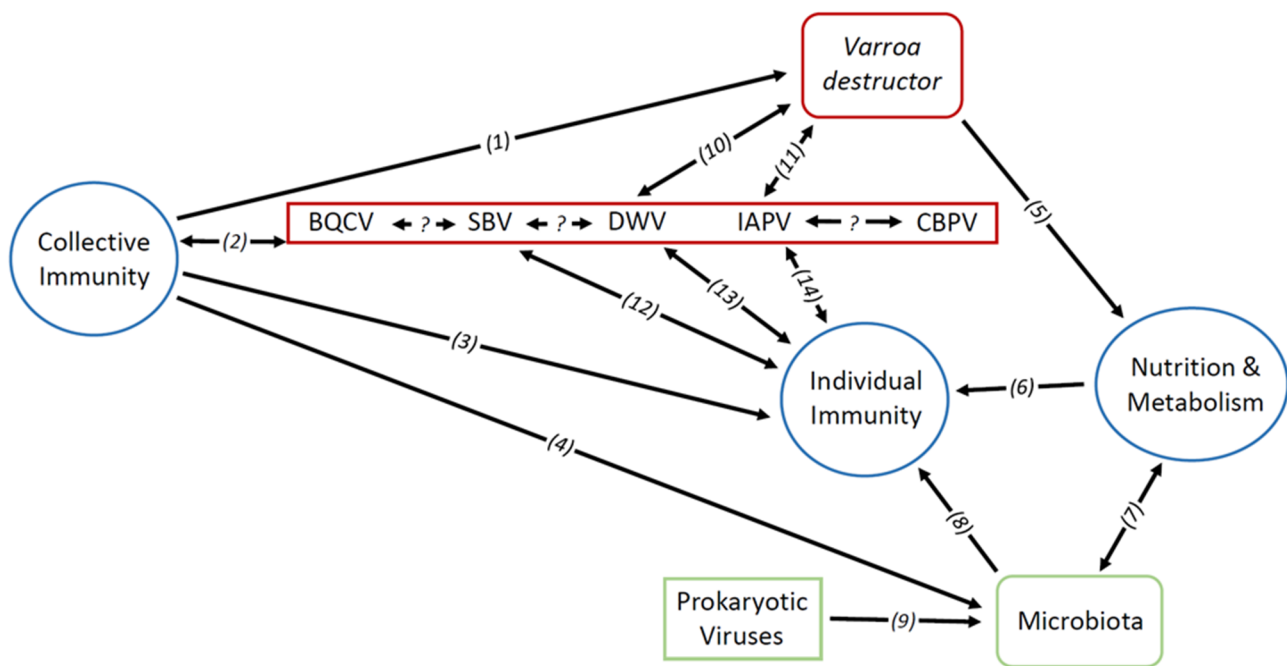 Varroa
destructor
(1)
(10)
(11)
(5)
Collective
Immunity
(2)
BQCV ? SBV ? DWV IAPV ? CBPV
(12)
(13)
(14)
(3)
(4)
Individual
Immunity
(6)
Nutrition &
Metabolism
(8)
(7)
Prokaryotic
Viruses
(9)
Microbiota